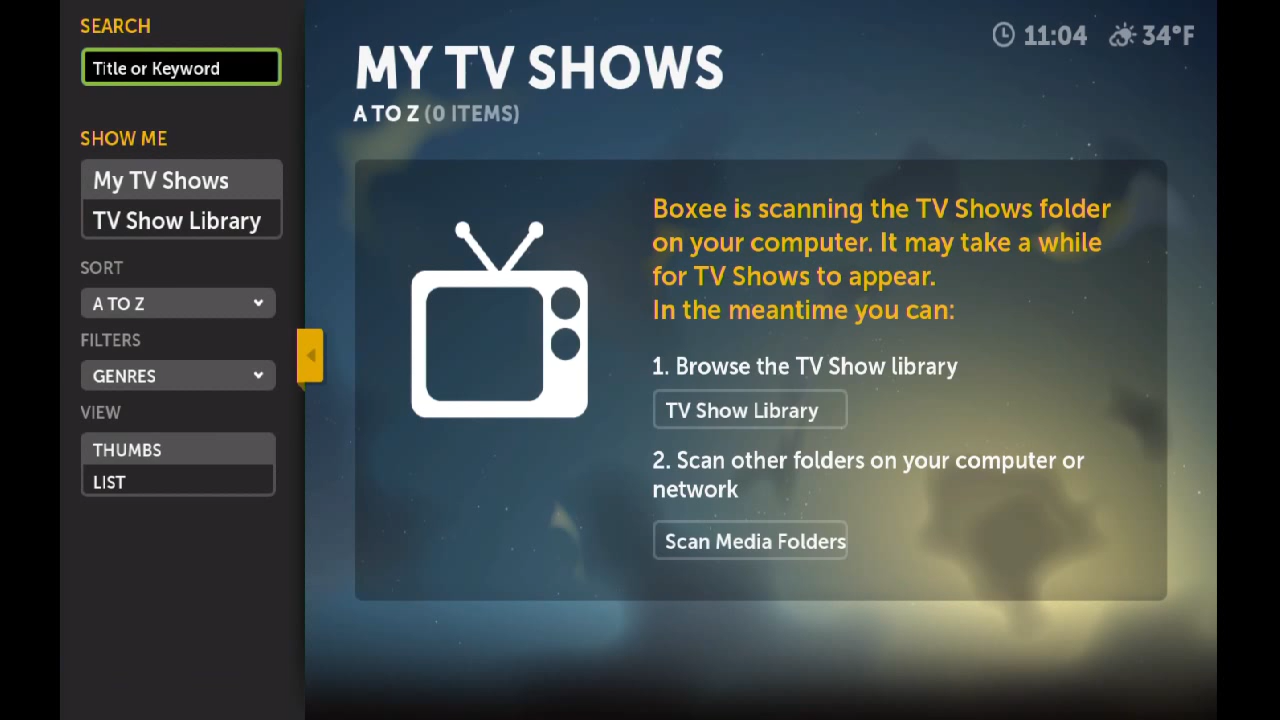 SEARCH
Title or Keyword
SHOW ME
My TV Shows
TV Show Library
SORT
A TO Z
FILTERS
GENRES
VIEW
THUMBS
LIST
11:04 34°F
MY TV SHOWS
A TO Z (0 ITEMS)
Boxee is scanning the TV Shows folder
on your computer. It may take a while
for TV Shows to appear.
In the meantime you can:
1. Browse the TV Show library
TV Show Library
2. Scan other folders on your computer or
network
Scan Media Folders